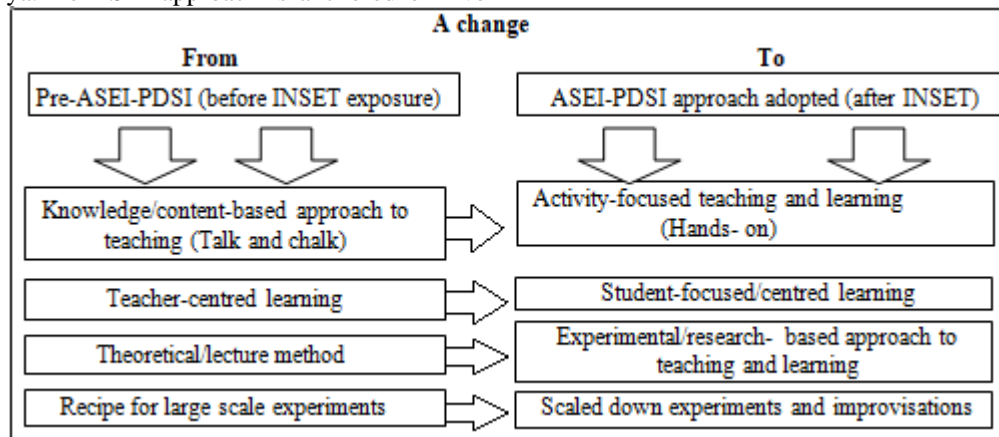 A change
From To
Pre-ASEI-PDSI (before INSET exposure) ASEI-PDSI approach adopted (after INSET)
Knowledge/content-based approach to
teaching (Talk and chalk)
Activity-focused teaching and learning
(Hands- on)
Teacher-centred learning Student-focused/centred learning
Theoretical/lecture method
Experimental/research- based approach to
teaching and learning
Recipe for large scale experiments Scaled down experiments and improvisations